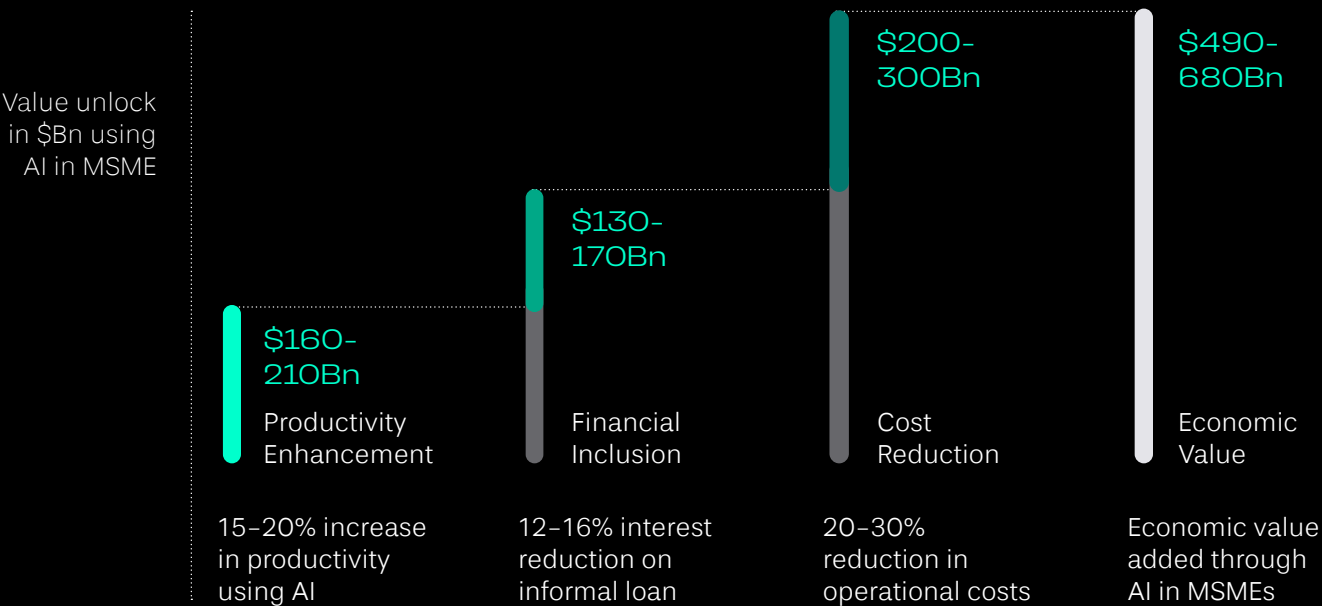 Value unlock
in $Bn using
AI in MSME
$160-
210Bn
Productivity
Enhancement
15-20% increase
in productivity
using AI
$130-
170Bn
Financial
Inclusion
12-16% interest
reduction on
informal loan
$200-
300Bn
Cost
Reduction
20-30%
reduction in
operational costs
$490-
680Bn
Economic
Value
Economic value
added through
AI in MSMEs